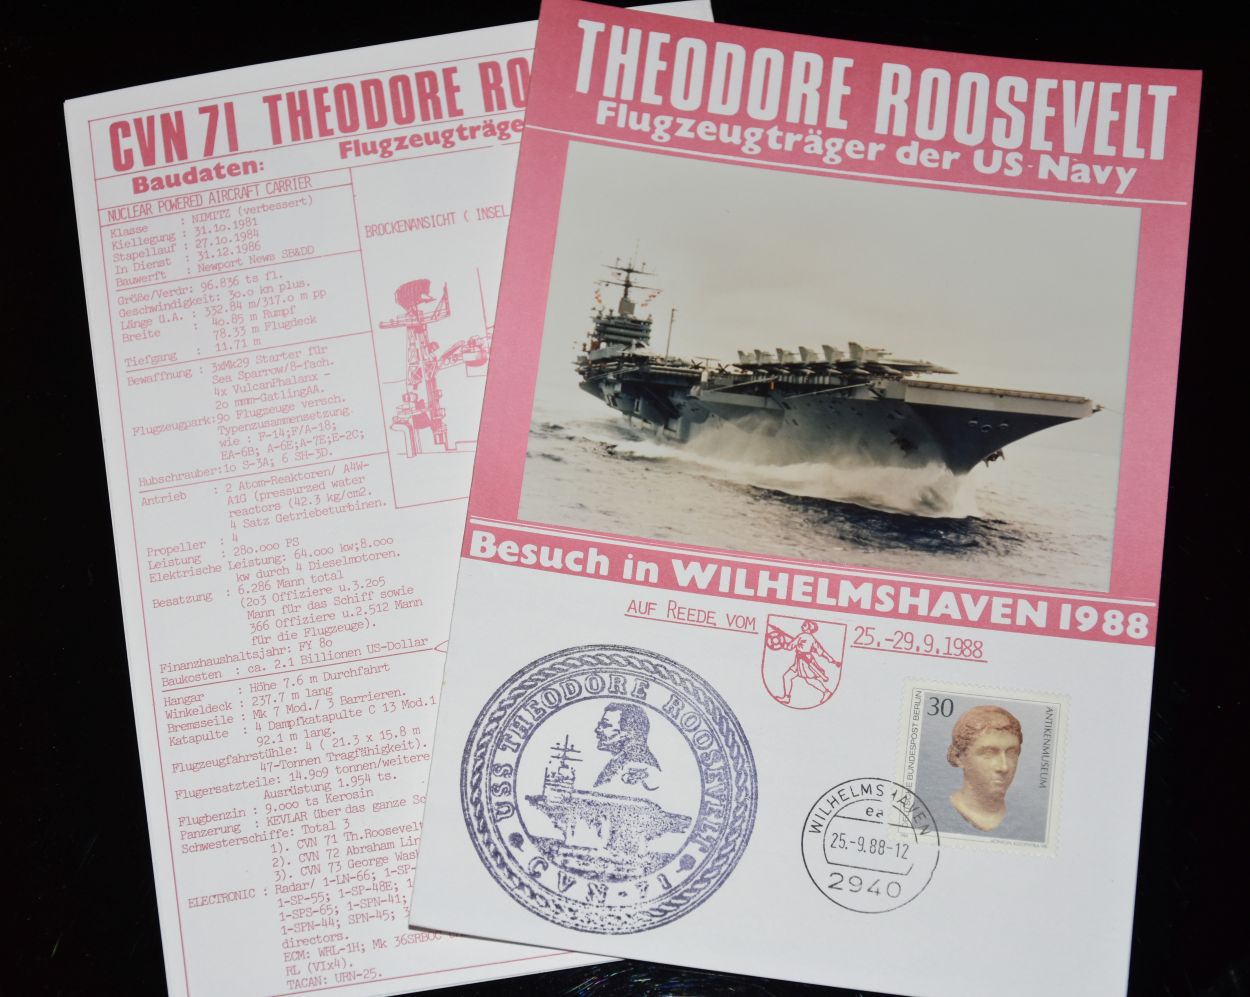 CVN 71 THEODORE RO
Baudaten:
Flugzeugträger
NUCLEAR POWERED AIRCRAFT CARRIER
Klasse : NIMITZ (verbessert)
Kiellegung : 31.10.1981
Stapellauf : 27.10.1984
In Dienst : 31.12.1986
Bauwerft : Newport News SB&DD
Größe/Verdr: 96.836 ts fl.
Geschwindigkeit: 30.0 kn plus.
Länge ü.A. : 332.84 m/317.0 m pp
Breite : 40.85 m Rumpf
78.33 m Flugdeck
Tiefgang : 11.71 m
Bewaffnung : 3xMk29 Starter für
Sea Sparrow/8-fach.
4x VulcanPhalanx -
20 mmm-GatlingAA.
Flugzeugpark:90 Flugzeuge versch.
Typenzusammensetzung
wie : F-14;F/A-18;
EA-6B; A-6E;A-7E;E-2C;
Hubschrauber:10 S-3A; 6 SH-3D.
Antrieb : 2 Atom-Reaktoren/ A4W-
A1G (pressurzed water
reactors (42.3 kg/cm2.
4 Satz Getriebeturbinen.
Propeller : 4
Leistung : 280.000 PS
Elektrische Leistung: 64.000 kw;8.000
kw durch 4 Dieselmotoren.
Besatzung : 6.286 Mann total
(203 Offiziere u.3.205
Mann für das Schiff sowie
366 Offiziere u.2.512 Mann
für die Flugzeuge).
Finanzhaushaltsjahr: FY 80
Baukosten : ca. 2.1 Billionen US-Dollar
Hangar : Höhe 7.6 m Durchfahrt
Winkeldeck : 237.7 m lang
Bremsseile : Mk 7 Mod./ 3 Barrieren.
Katapulte : 4 Dampfkatapulte C 13 Mod.1
92.1 m lang.
Flugzeugfahrstühle: 4 ( 21.3 x 15.8 m
47-Tonnen Tragfähigkeit).
Flugersatzteile: 14.909 tonnen/weitere
Ausrüstung 1.954 ts.
Flugbenzin : 9.000 ts Kerosin
Panzerung : KEVLAR über das ganze Sc
Schwesterschiffe: Total 3
1). CVN 71 Th.Roosevelt
2). CVN 72 Abraham Lin
3). CVN 73 George Wash
ELECTRONIC : Radar/ 1-LN-66; 1-SP-
1-SP-55; 1-SP-48E; 1
1-SPS-65; 1-SPN-41;
1-SPN-44; SPN-45; 3
directors.
ECM: WRL-1H; Mk 36SRBOC
RL (VIx4).
TACAN: URN-25.
BROCKENANSICHT ( INSEL
THEODORE ROOSEVELT
Flugzeugträger der US-Navy
Besuch in WILHELMSHAVEN 1988
AUF REEDE VOM 25.-29.9.1988
USS THEODORE ROOSEVELT
CVN-71
30
DEUTSCHE BUNDESPOST BERLIN
ANTIKENMUSEUM
WILHELMSHAVEN
ea
25.-9.88-12
2940